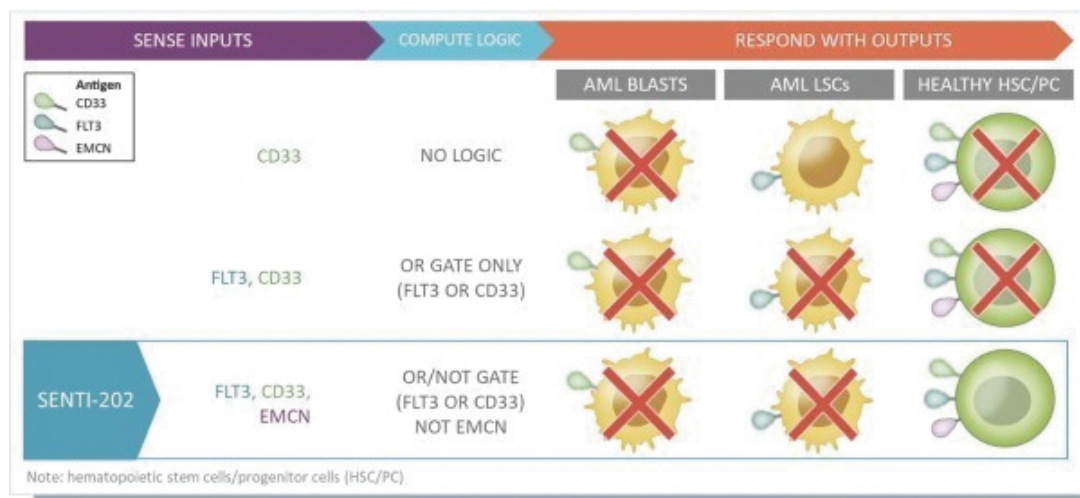 SENSE INPUTS
COMPUTE LOGIC
RESPOND WITH OUTPUTS
Antigen
CD33
FLT3
EMCN
AML BLASTS
AML LSCs
HEALTHY HSC/PC
CD33
NO LOGIC
FLT3, CD33
OR GATE ONLY
(FLT3 OR CD33)
SENTI-202
FLT3, CD33,
EMCN
OR/NOT GATE
(FLT3 OR CD33)
NOT EMCN
Note: hematopoietic stem cells/progenitor cells (HSC/PC)